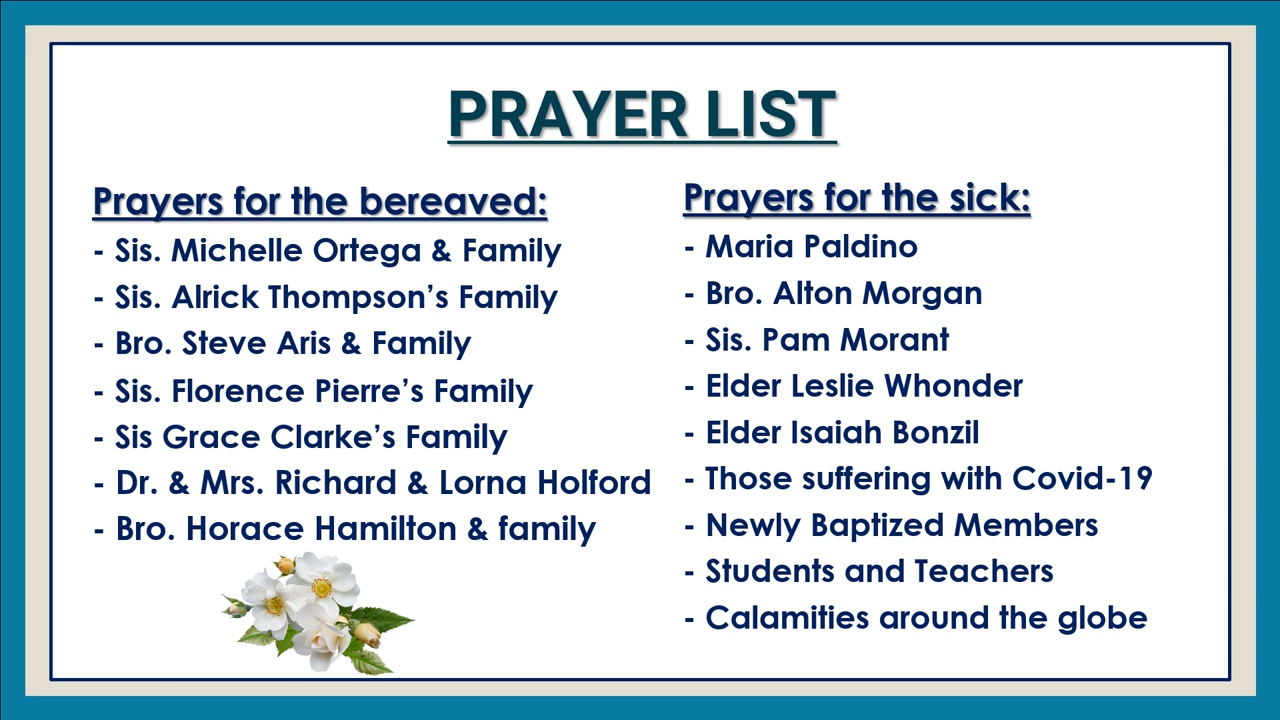 PRAYER LIST
Prayers for the bereaved:
- Sis. Michelle Ortega & Family
- Sis. Alrick Thompson’s Family
- Bro. Steve Aris & Family
- Sis. Florence Pierre’s Family
- Sis Grace Clarke’s Family
- Dr. & Mrs. Richard & Lorna Holford
- Bro. Horace Hamilton & family
Prayers for the sick:
- Maria Paldino
- Bro. Alton Morgan
- Sis. Pam Morant
- Elder Leslie Whonder
- Elder Isaiah Bonzil
- Those suffering with Covid-19
- Newly Baptized Members
- Students and Teachers
- Calamities around the globe